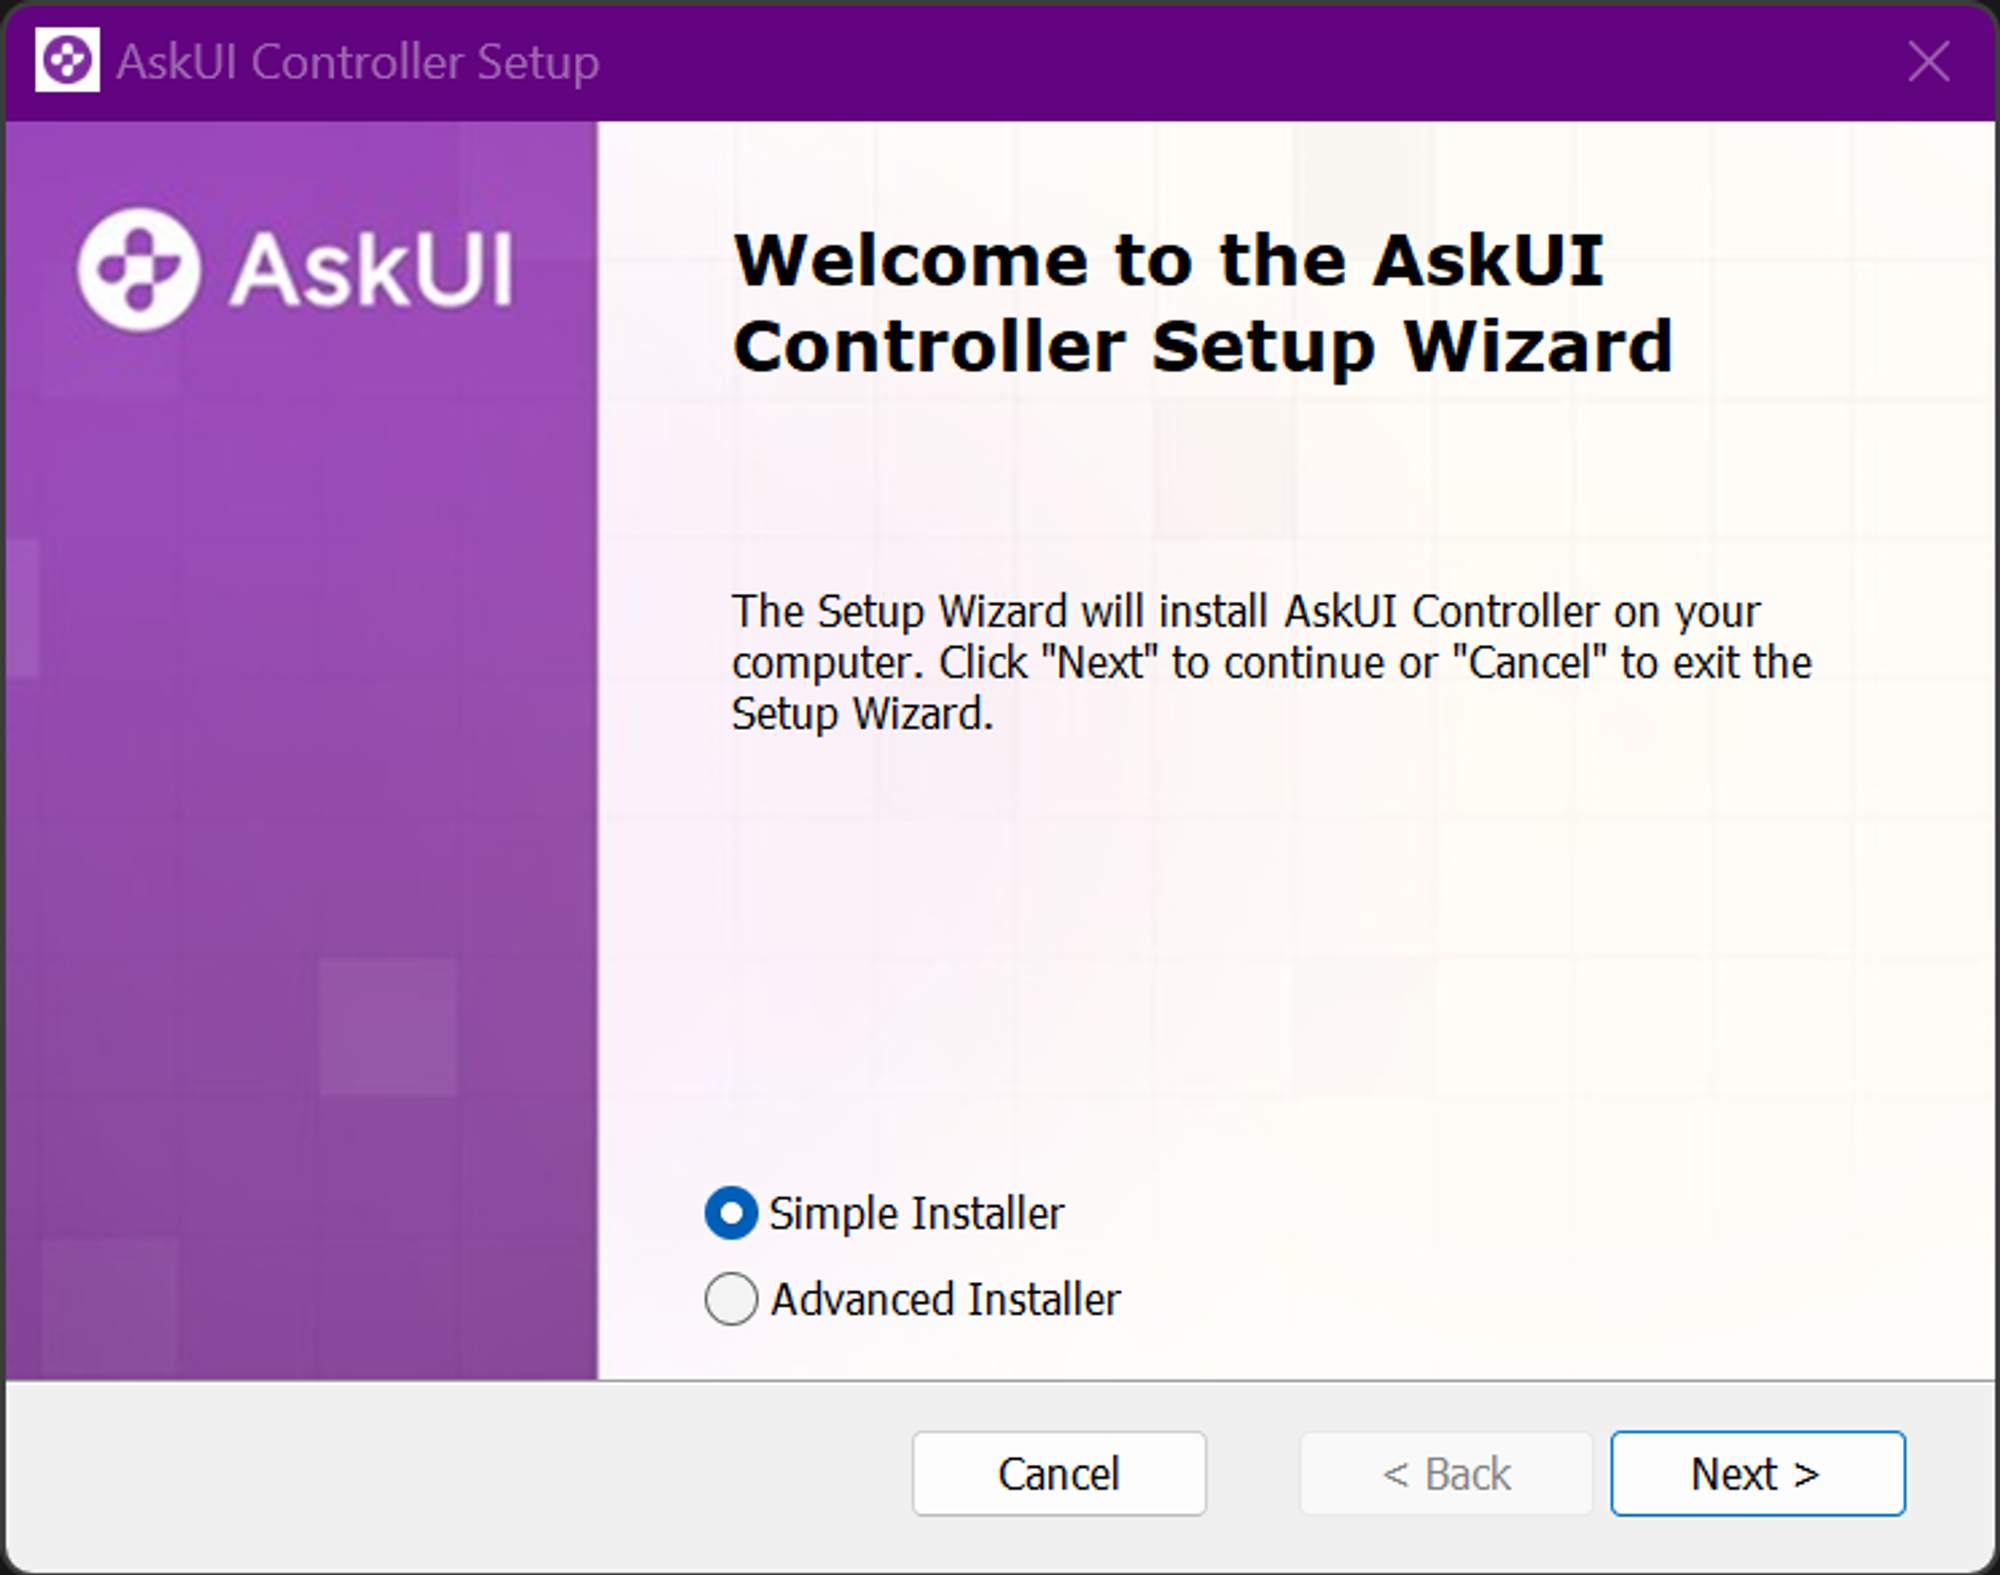 AskUI Controller Setup
AskUI
Welcome to the AskUI
Controller Setup Wizard
The Setup Wizard will install AskUI Controller on your
computer. Click "Next" to continue or "Cancel" to exit the
Setup Wizard.
Simple Installer
Advanced Installer
Cancel
< Back
Next >